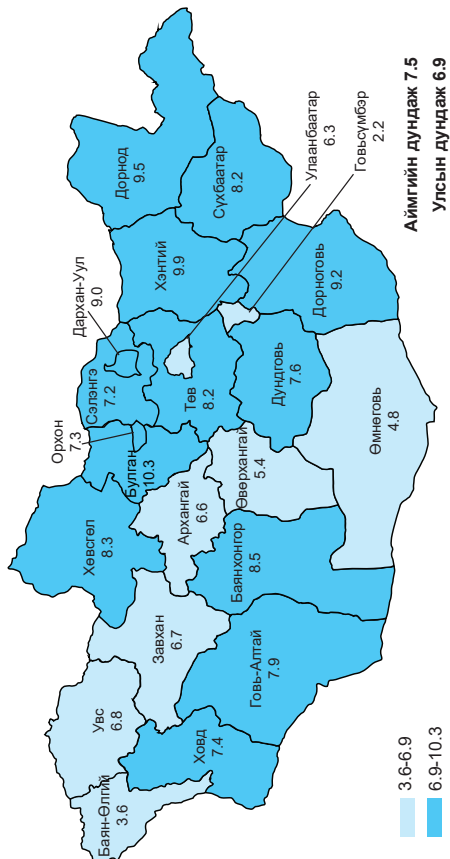 Баян-Өлгий
3.6
Увс
6.8
Ховд
7.4
Завхан
6.7
Говь-Алтай
7.9
Хөвсгөл
8.3
Архангай
6.6
Баянхонгор
8.5
Орхон
7.3
Булган
10.3
Өвөрхангай
5.4
Сэлэнгэ
7.2
Дархан-Уул
9.0
Төв
8.2
Дундговь
7.6
Өмнөговь
4.8
Хэнтий
9.9
Дорноговь
9.2
Дорнод
9.5
Сүхбаатар
8.2
Улаанбаатар
6.3
Говьсүмбэр
2.2
Аймгийн дундаж 7.5
Улсын дундаж 6.9
3.6-6.9
6.9-10.3